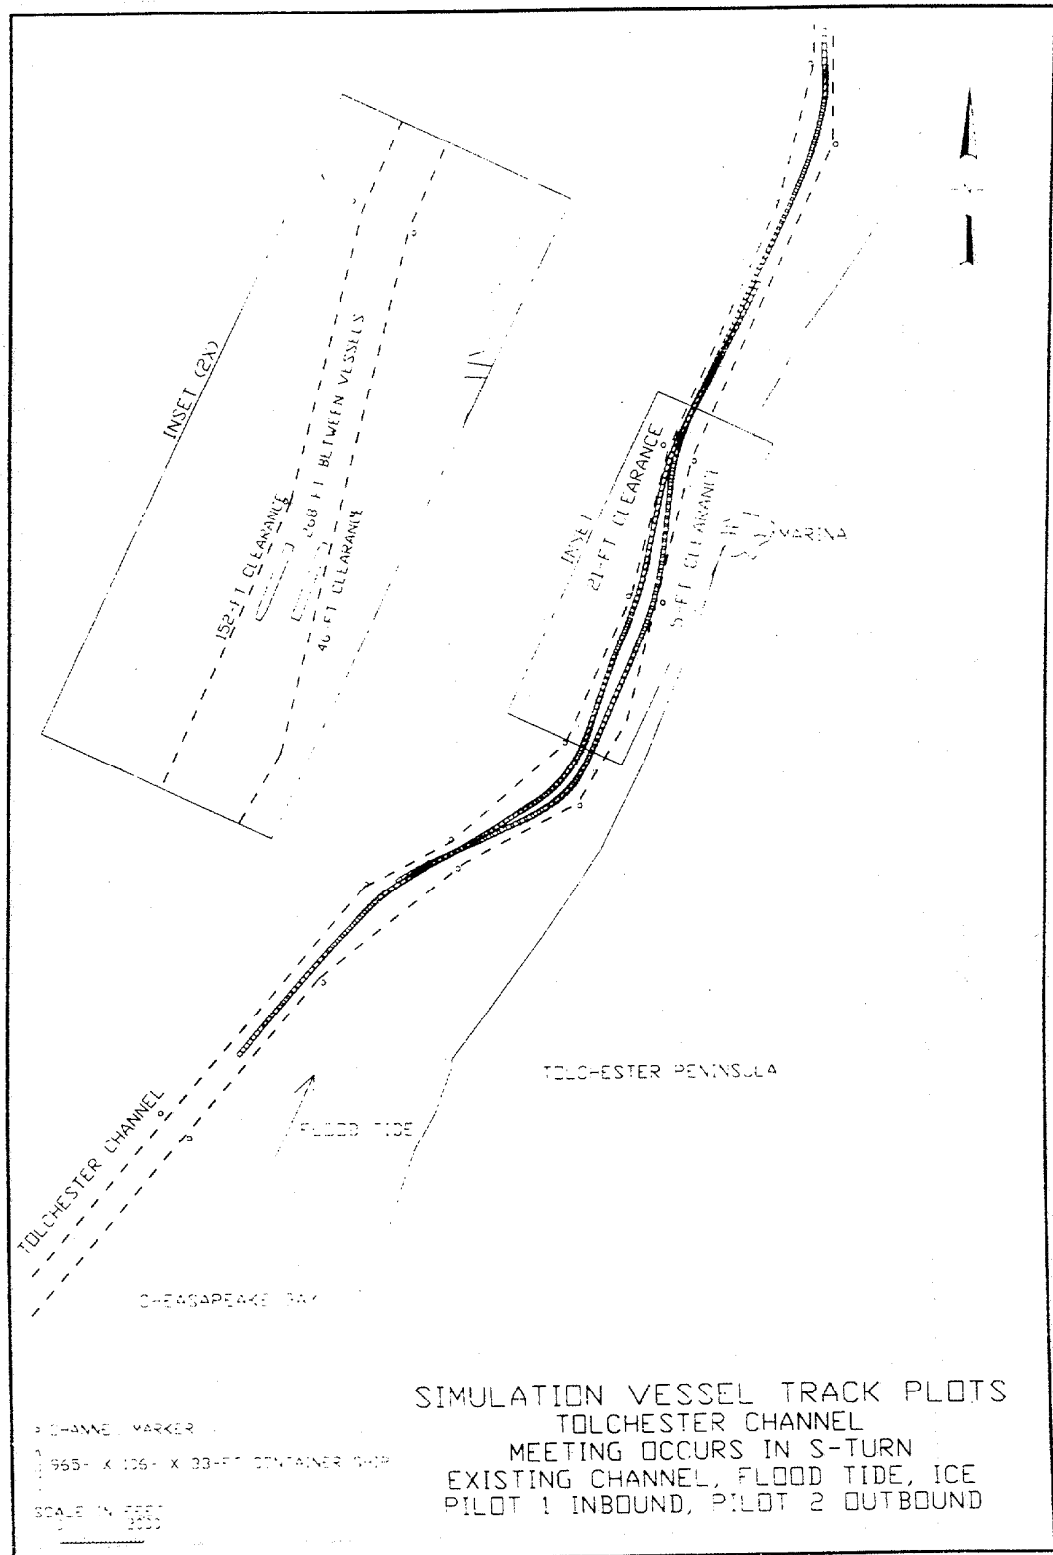 INSET (2X)
152-FT CLEARANCE
268 FT BETWEEN VESSELS
46-FT CLEARANCE
INSET
21-FT CLEARANCE
5-FT CLEARANCE
MARINA
TOLCHESTER PENINSULA
FLOOD TIDE
TOLCHESTER CHANNEL
CHEASAPEAKE BAY
SIMULATION VESSEL TRACK PLOTS
TOLCHESTER CHANNEL
MEETING OCCURS IN S-TURN
EXISTING CHANNEL, FLOOD TIDE, ICE
PILOT 1 INBOUND, PILOT 2 OUTBOUND
CHANNEL MARKER
965- X 106- X 33-FT CONTAINER SHIP
SCALE IN FEET